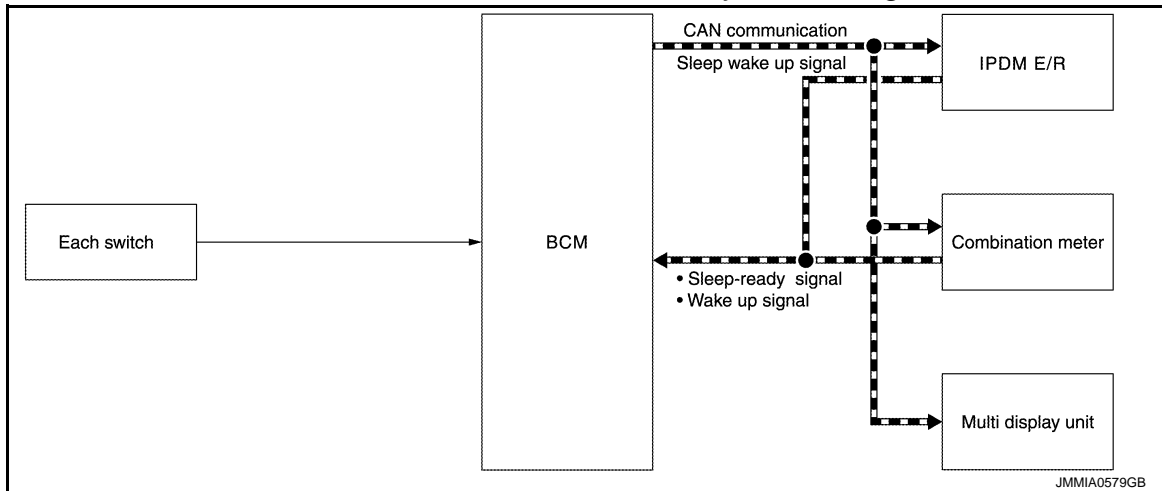 CAN communication
Sleep wake up signal
IPDM E/R
Each switch
BCM
Combination meter
• Sleep-ready signal
• Wake up signal
Multi display unit
JMMIA0579GB